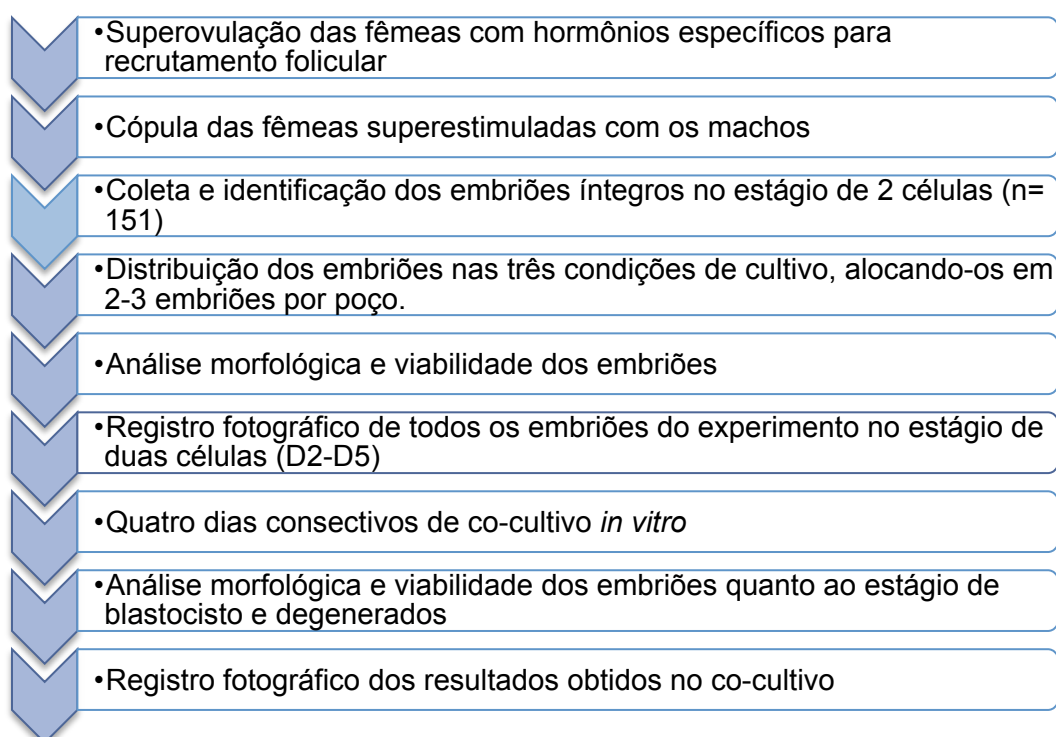 •Superovulação das fêmeas com hormônios específicos para
recrutamento folicular
•Cópula das fêmeas superestimuladas com os machos
•Coleta e identificação dos embriões íntegros no estágio de 2 células (n=
151)
•Distribuição dos embriões nas três condições de cultivo, alocando-os em
2-3 embriões por poço.
•Análise morfológica e viabilidade dos embriões
•Registro fotográfico de todos os embriões do experimento no estágio de
duas células (D2-D5)
•Quatro dias consectivos de co-cultivo in vitro
•Análise morfológica e viabilidade dos embriões quanto ao estágio de
blastocisto e degenerados
•Registro fotográfico dos resultados obtidos no co-cultivo